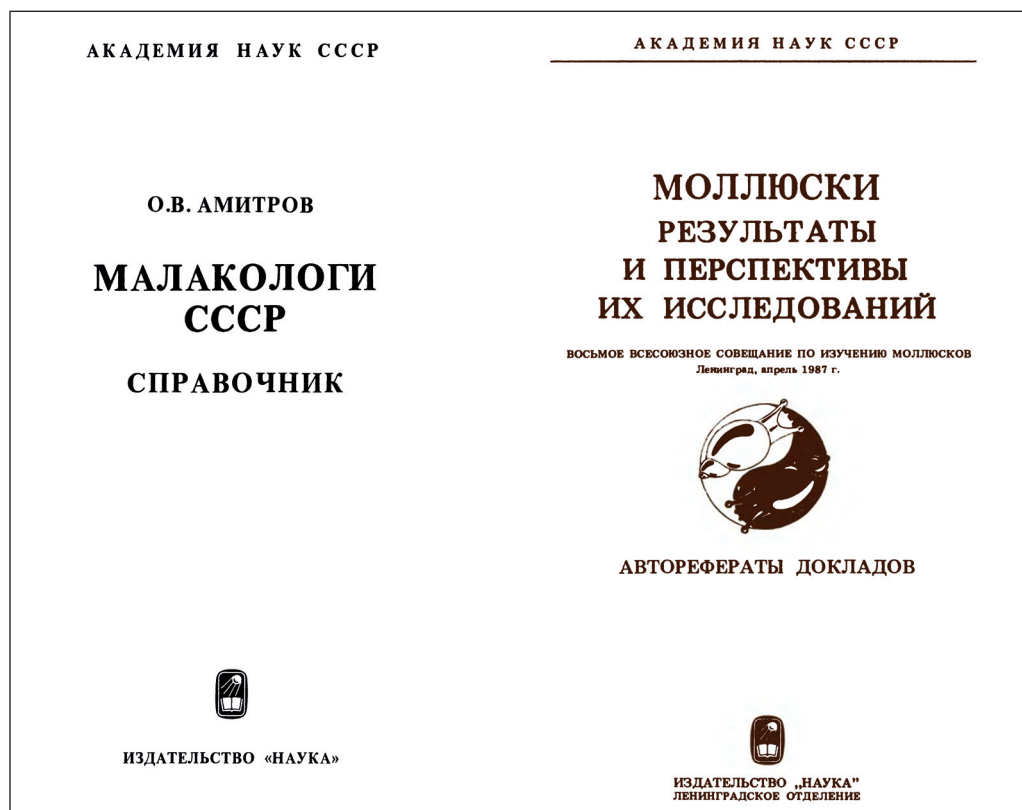 АКАДЕМИЯ НАУК СССР
О.В. АМИТРОВ
МАЛАКОЛОГИ
СССР
СПРАВОЧНИК
ИЗДАТЕЛЬСТВО «НАУКА»
АКАДЕМИЯ НАУК СССР
МОЛЛЮСКИ
РЕЗУЛЬТАТЫ
И ПЕРСПЕКТИВЫ
ИХ ИССЛЕДОВАНИЙ
ВОСЬМОЕ ВСЕСОЮЗНОЕ СОВЕЩАНИЕ ПО ИЗУЧЕНИЮ МОЛЛЮСКОВ
Ленинград, апрель 1987 г.
АВТОРЕФЕРАТЫ ДОКЛАДОВ
ИЗДАТЕЛЬСТВО „НАУКА"
ЛЕНИНГРАДСКОЕ ОТДЕЛЕНИЕ